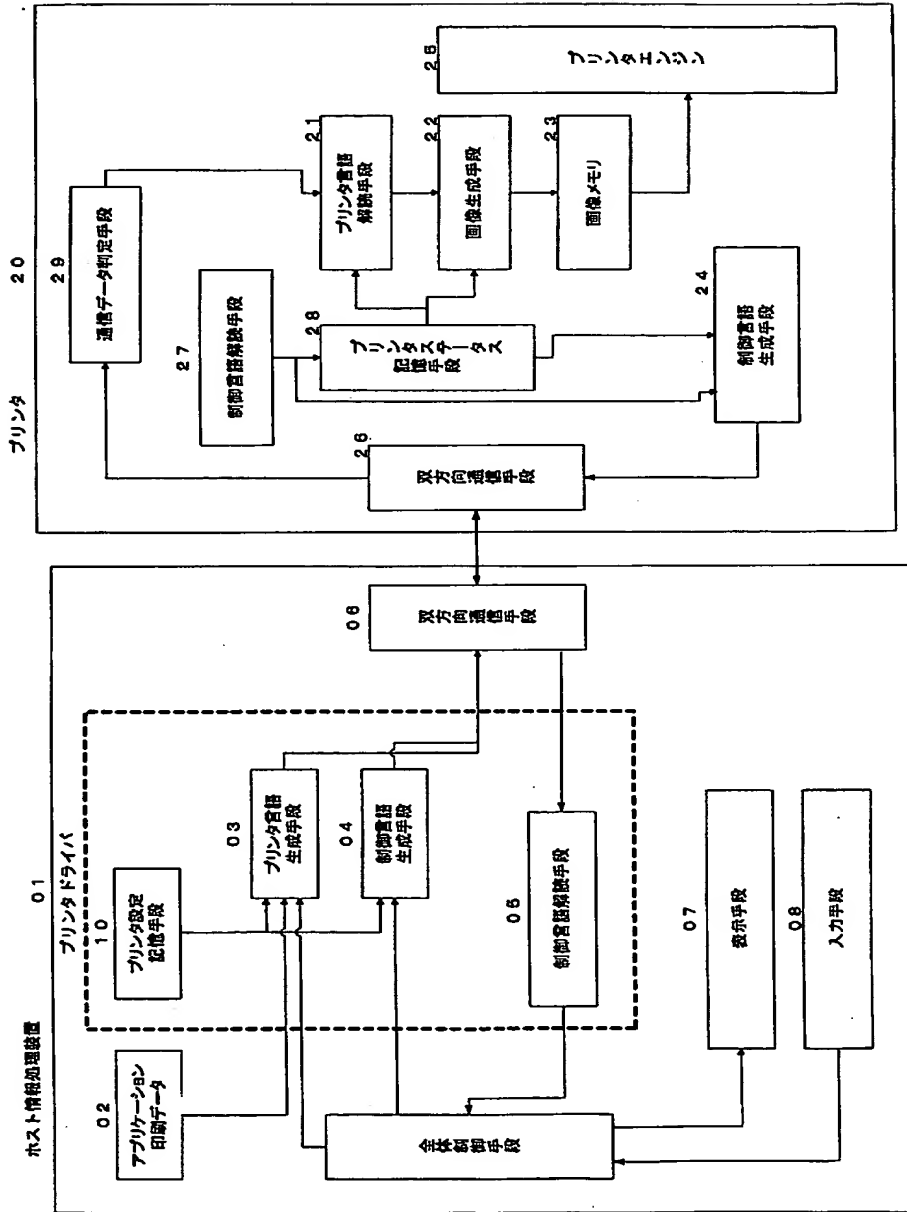 ホスト情報処理装置
01
プリンタドライバ
02
アプリケーション
印刷データ
10
プリンタ設定
記憶手段
03
プリンタ言語
生成手段
04
制御言語
生成手段
05
制御言語解読手段
全体制御手段
06
双方向通信手段
07
表示手段
08
入力手段
プリンタ
20
29
通信データ判定手段
27
制御言語解読手段
28
プリンタステータス
記憶手段
26
双方向通信手段
21
プリンタ言語
解読手段
22
画像生成手段
23
画像メモリ
24
制御言語
生成手段
25
プリンタエンジン